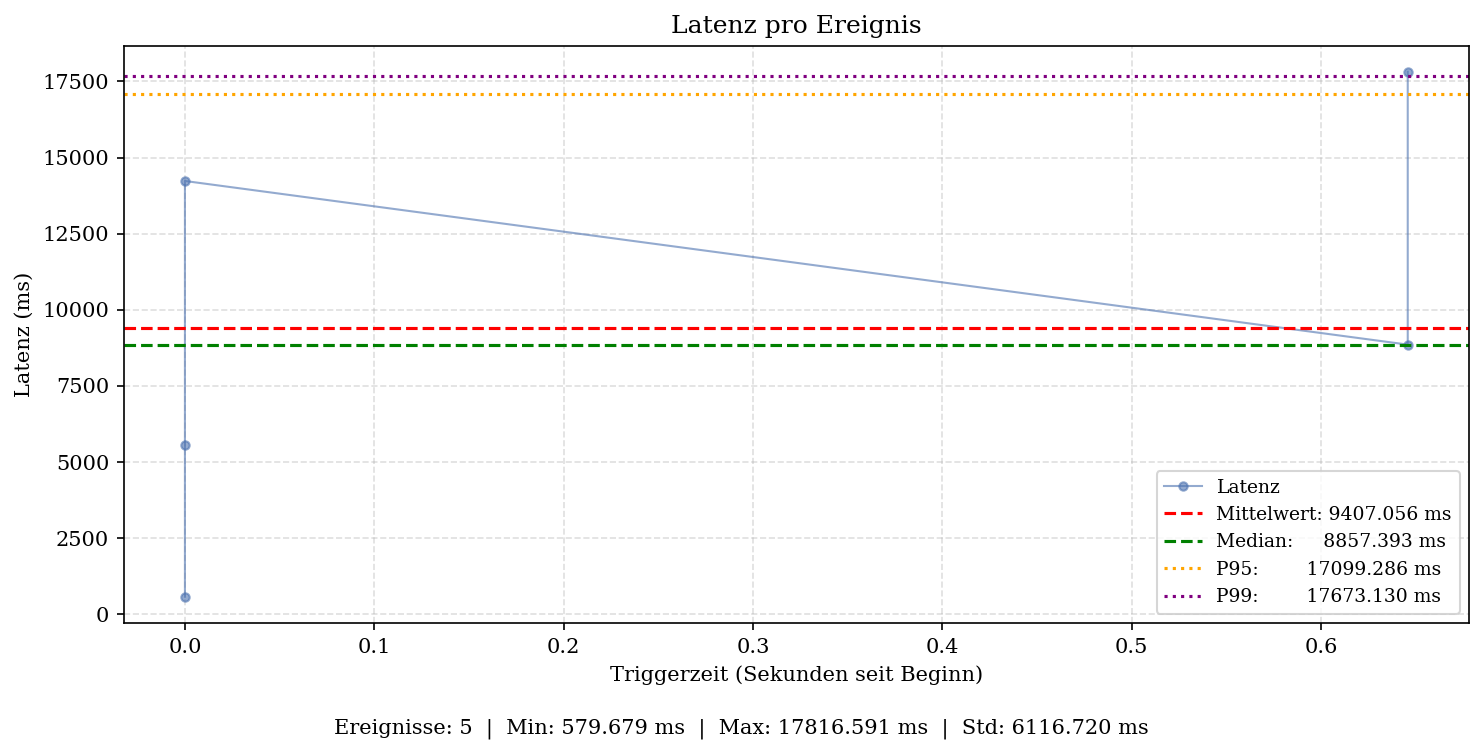 Latenz pro Ereignis
Latenz (ms)
17500
15000
12500
10000
7500
5000
2500
0
0.0 0.1 0.2 0.3 0.4 0.5 0.6
Triggerzeit (Sekunden seit Beginn)
Latenz
Mittelwert: 9407.056 ms
Median: 8857.393 ms
P95: 17099.286 ms
P99: 17673.130 ms
Ereignisse: 5 | Min: 579.679 ms | Max: 17816.591 ms | Std: 6116.720 ms